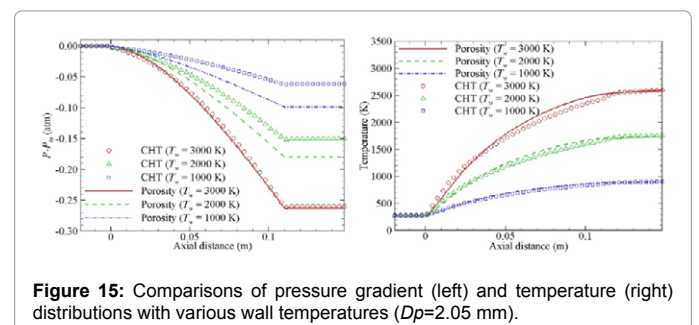 0.00
-0.05
-0.10
-0.15
-0.20
-0.25
-0.30
P-Pin (atm)
CHT (Tw = 3000 K)
CHT (Tw = 2000 K)
CHT (Tw = 1000 K)
Porosity (Tw = 3000 K)
Porosity (Tw = 2000 K)
Porosity (Tw = 1000 K)
0 0.05 0.1
Axial distance (m)
3500
3000
2500
2000
1500
1000
500
0
Temperature (K)
Porosity (Tw = 3000 K)
Porosity (Tw = 2000 K)
Porosity (Tw = 1000 K)
CHT (Tw = 3000 K)
CHT (Tw = 2000 K)
CHT (Tw = 1000 K)
0 0.05 0.1
Axial distance (m)
Figure 15: Comparisons of pressure gradient (left) and temperature (right)
distributions with various wall temperatures (Dp=2.05 mm).